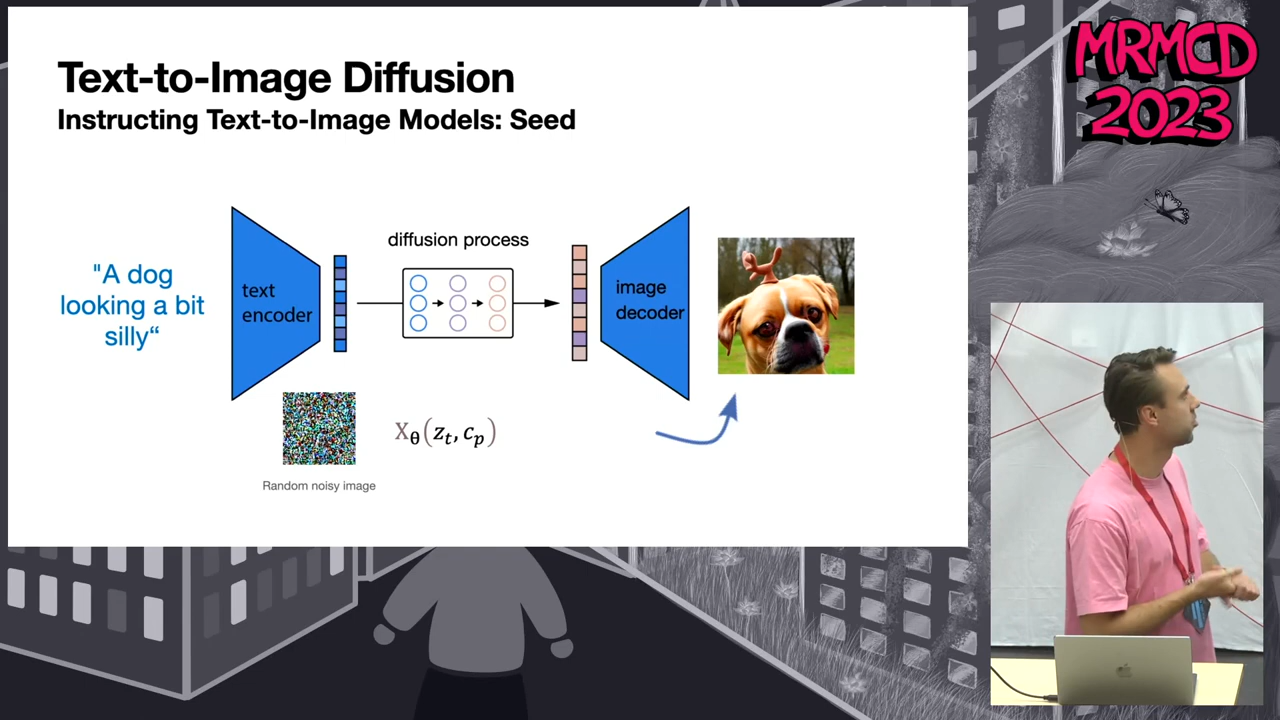 Text-to-Image Diffusion
Instructing Text-to-Image Models: Seed
"A dog
looking a bit
silly“
text
encoder
diffusion process
image
decoder
Random noisy image
Xθ(zt, cp)
MRMCD
2023